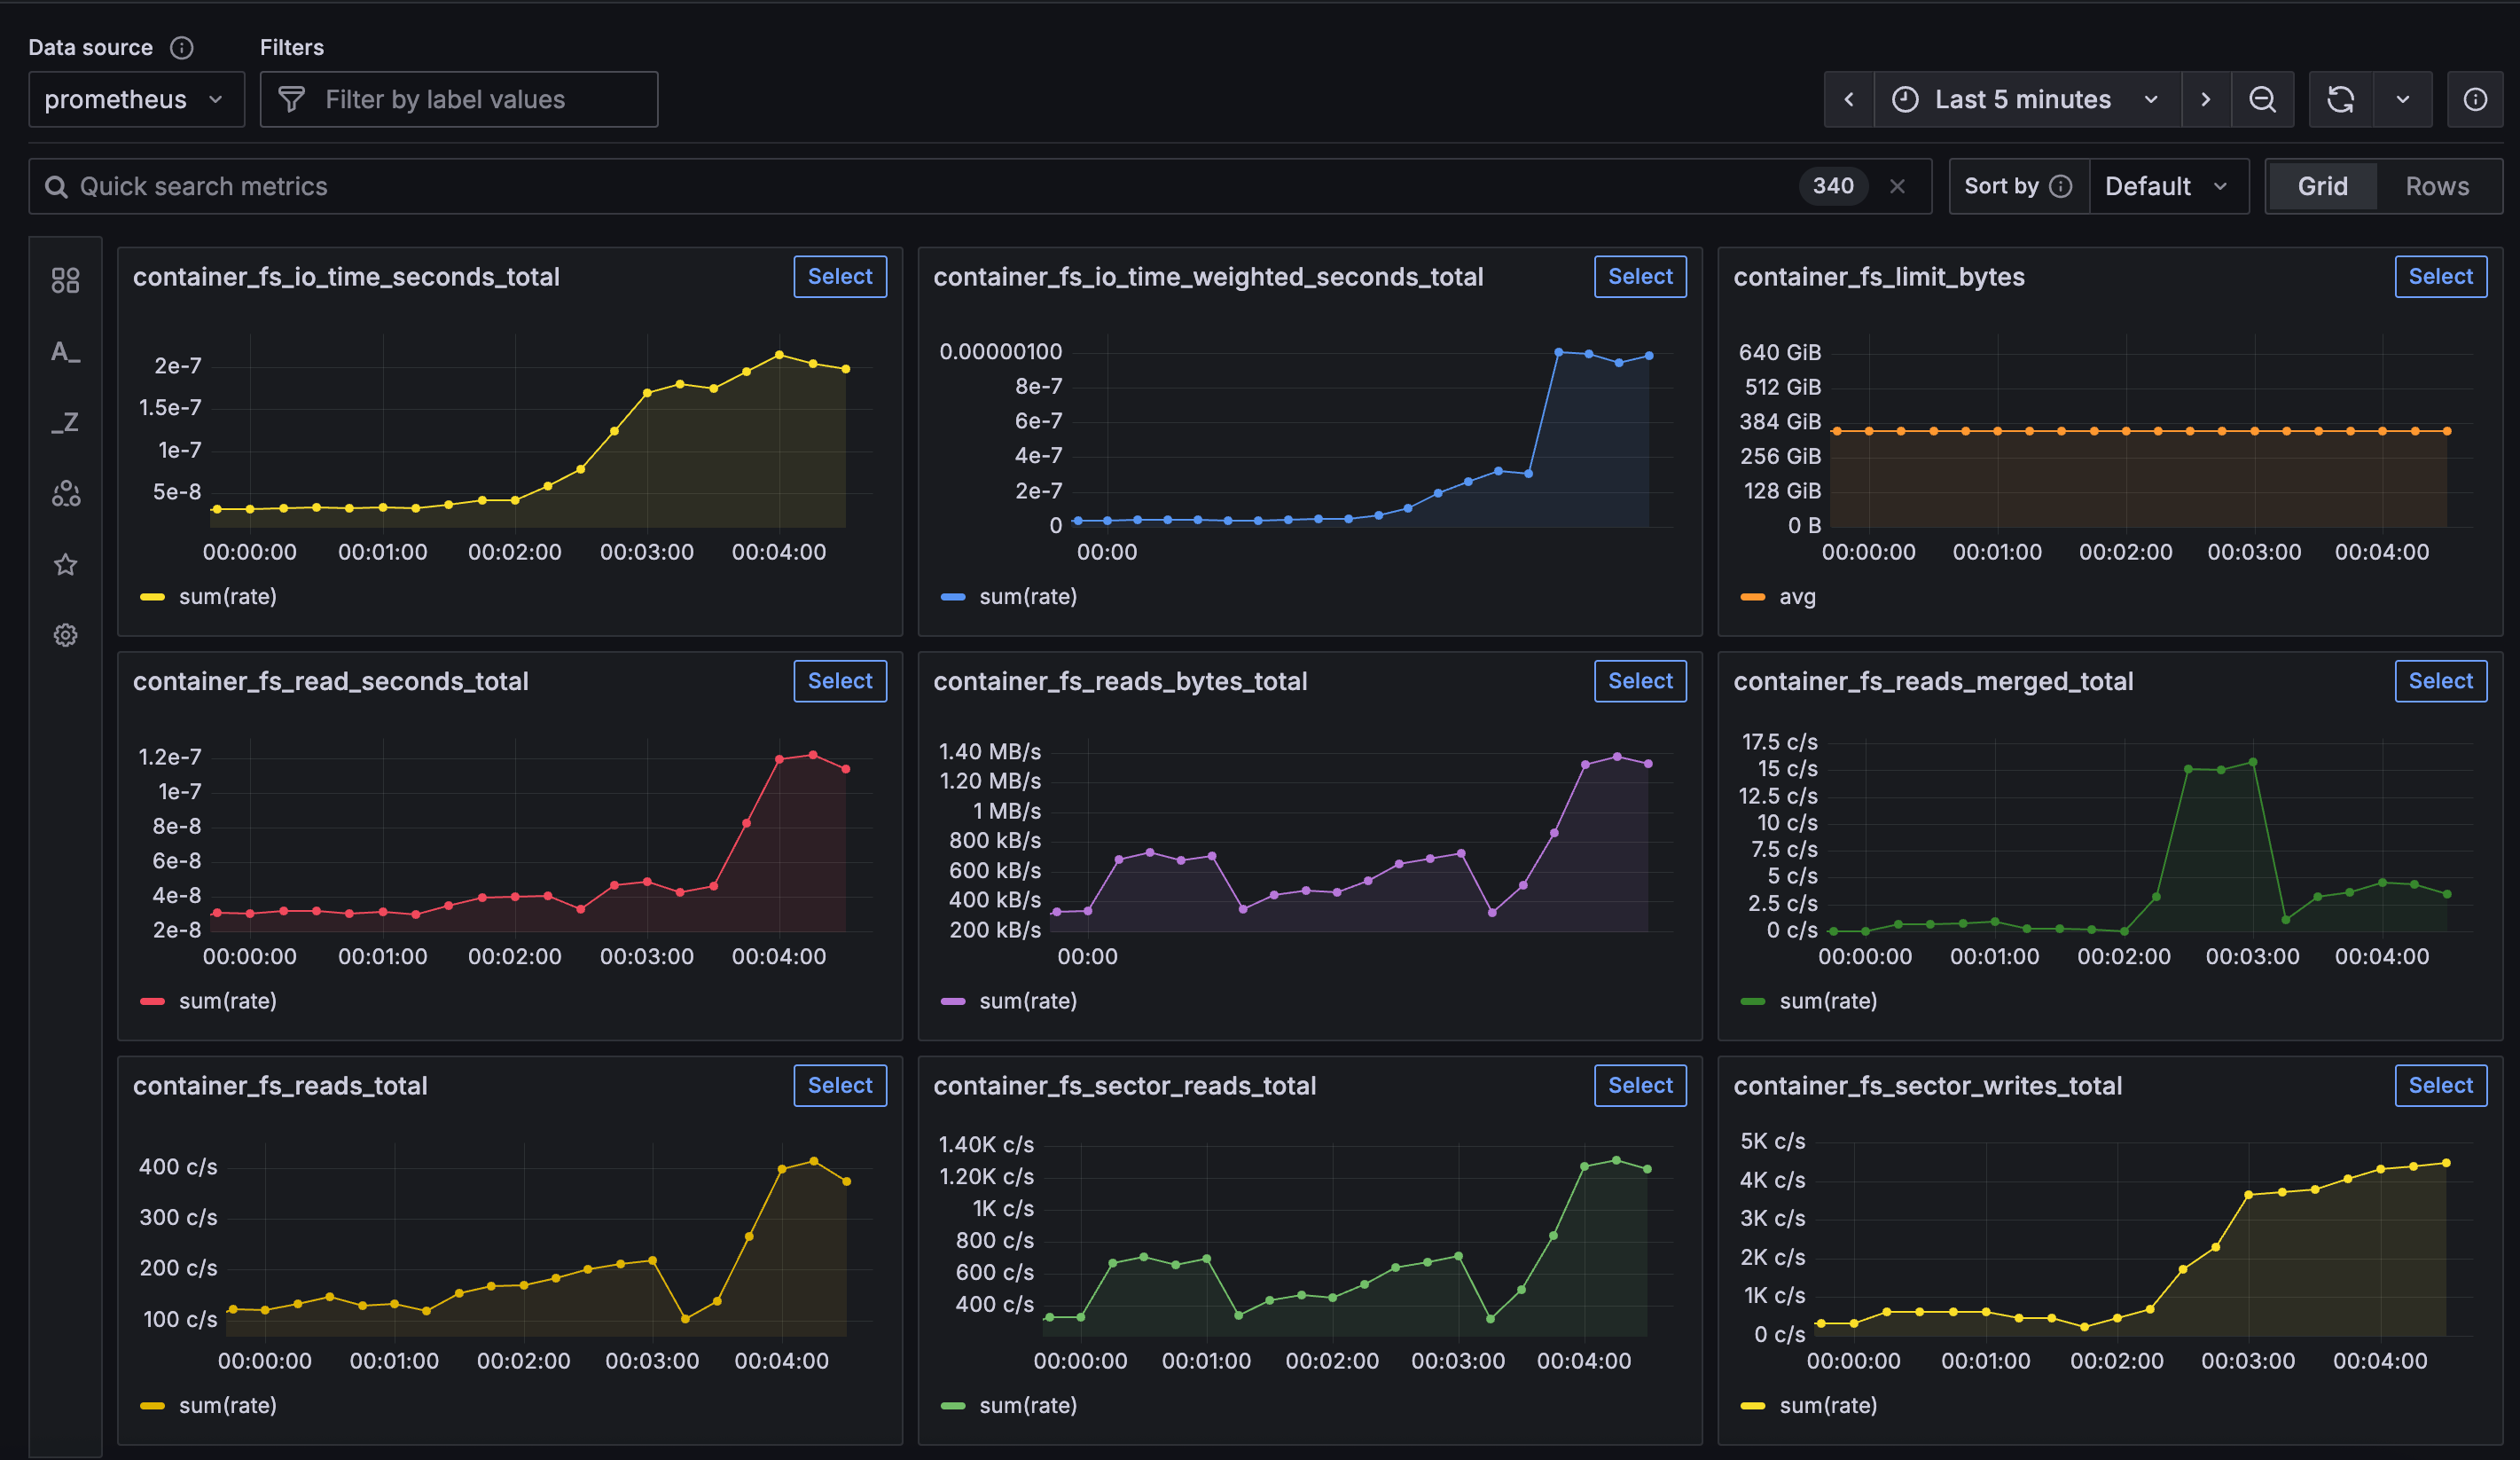 Data source
Filters
prometheus
Filter by label values
Last 5 minutes
Quick search metrics
340
Sort by
Default
Grid
Rows
A_
_Z
container_fs_io_time_seconds_total
Select
2e-7
1.5e-7
1e-7
5e-8
00:00:00 00:01:00 00:02:00 00:03:00 00:04:00
sum(rate)
container_fs_io_time_weighted_seconds_total
Select
0.00000100
8e-7
6e-7
4e-7
2e-7
0
00:00
sum(rate)
container_fs_limit_bytes
Select
640 GiB
512 GiB
384 GiB
256 GiB
128 GiB
0 B
00:00:00 00:01:00 00:02:00 00:03:00 00:04:00
avg
container_fs_read_seconds_total
Select
1.2e-7
1e-7
8e-8
6e-8
4e-8
2e-8
00:00:00 00:01:00 00:02:00 00:03:00 00:04:00
sum(rate)
container_fs_reads_bytes_total
Select
1.40 MB/s
1.20 MB/s
1 MB/s
800 kB/s
600 kB/s
400 kB/s
200 kB/s
00:00
sum(rate)
container_fs_reads_merged_total
Select
17.5 c/s
15 c/s
12.5 c/s
10 c/s
7.5 c/s
5 c/s
2.5 c/s
0 c/s
00:00:00 00:01:00 00:02:00 00:03:00 00:04:00
sum(rate)
container_fs_reads_total
Select
400 c/s
300 c/s
200 c/s
100 c/s
00:00:00 00:01:00 00:02:00 00:03:00 00:04:00
sum(rate)
container_fs_sector_reads_total
Select
1.40K c/s
1.20K c/s
1K c/s
800 c/s
600 c/s
400 c/s
00:00:00 00:01:00 00:02:00 00:03:00 00:04:00
sum(rate)
container_fs_sector_writes_total
Select
5K c/s
4K c/s
3K c/s
2K c/s
1K c/s
0 c/s
00:00:00 00:01:00 00:02:00 00:03:00 00:04:00
sum(rate)